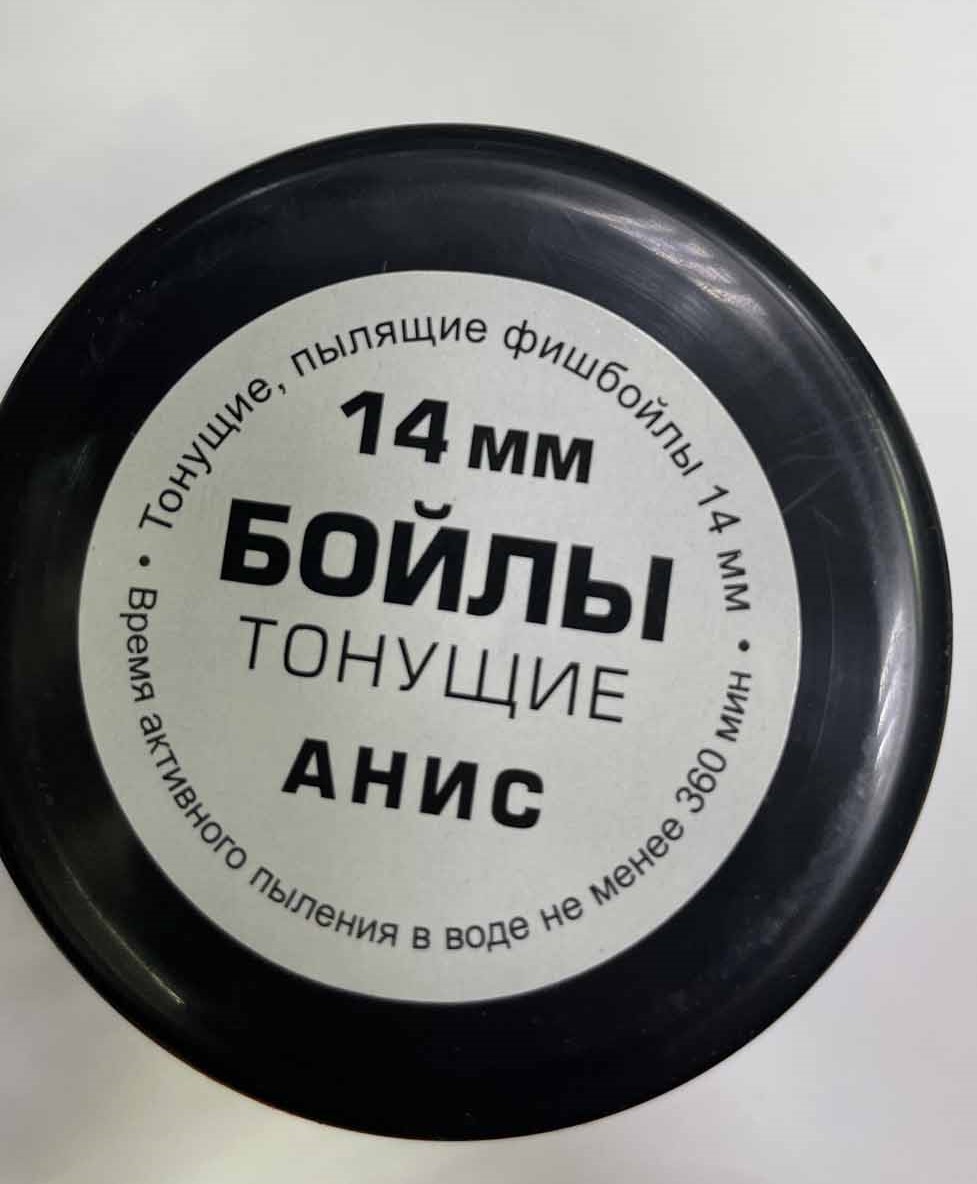 Тонущие, пылящие фишбойлы 14 мм •
14 мм
БОЙЛЫ
ТОНУЩИЕ
АНИС
Время активного пыления в воде не менее 360 мин •